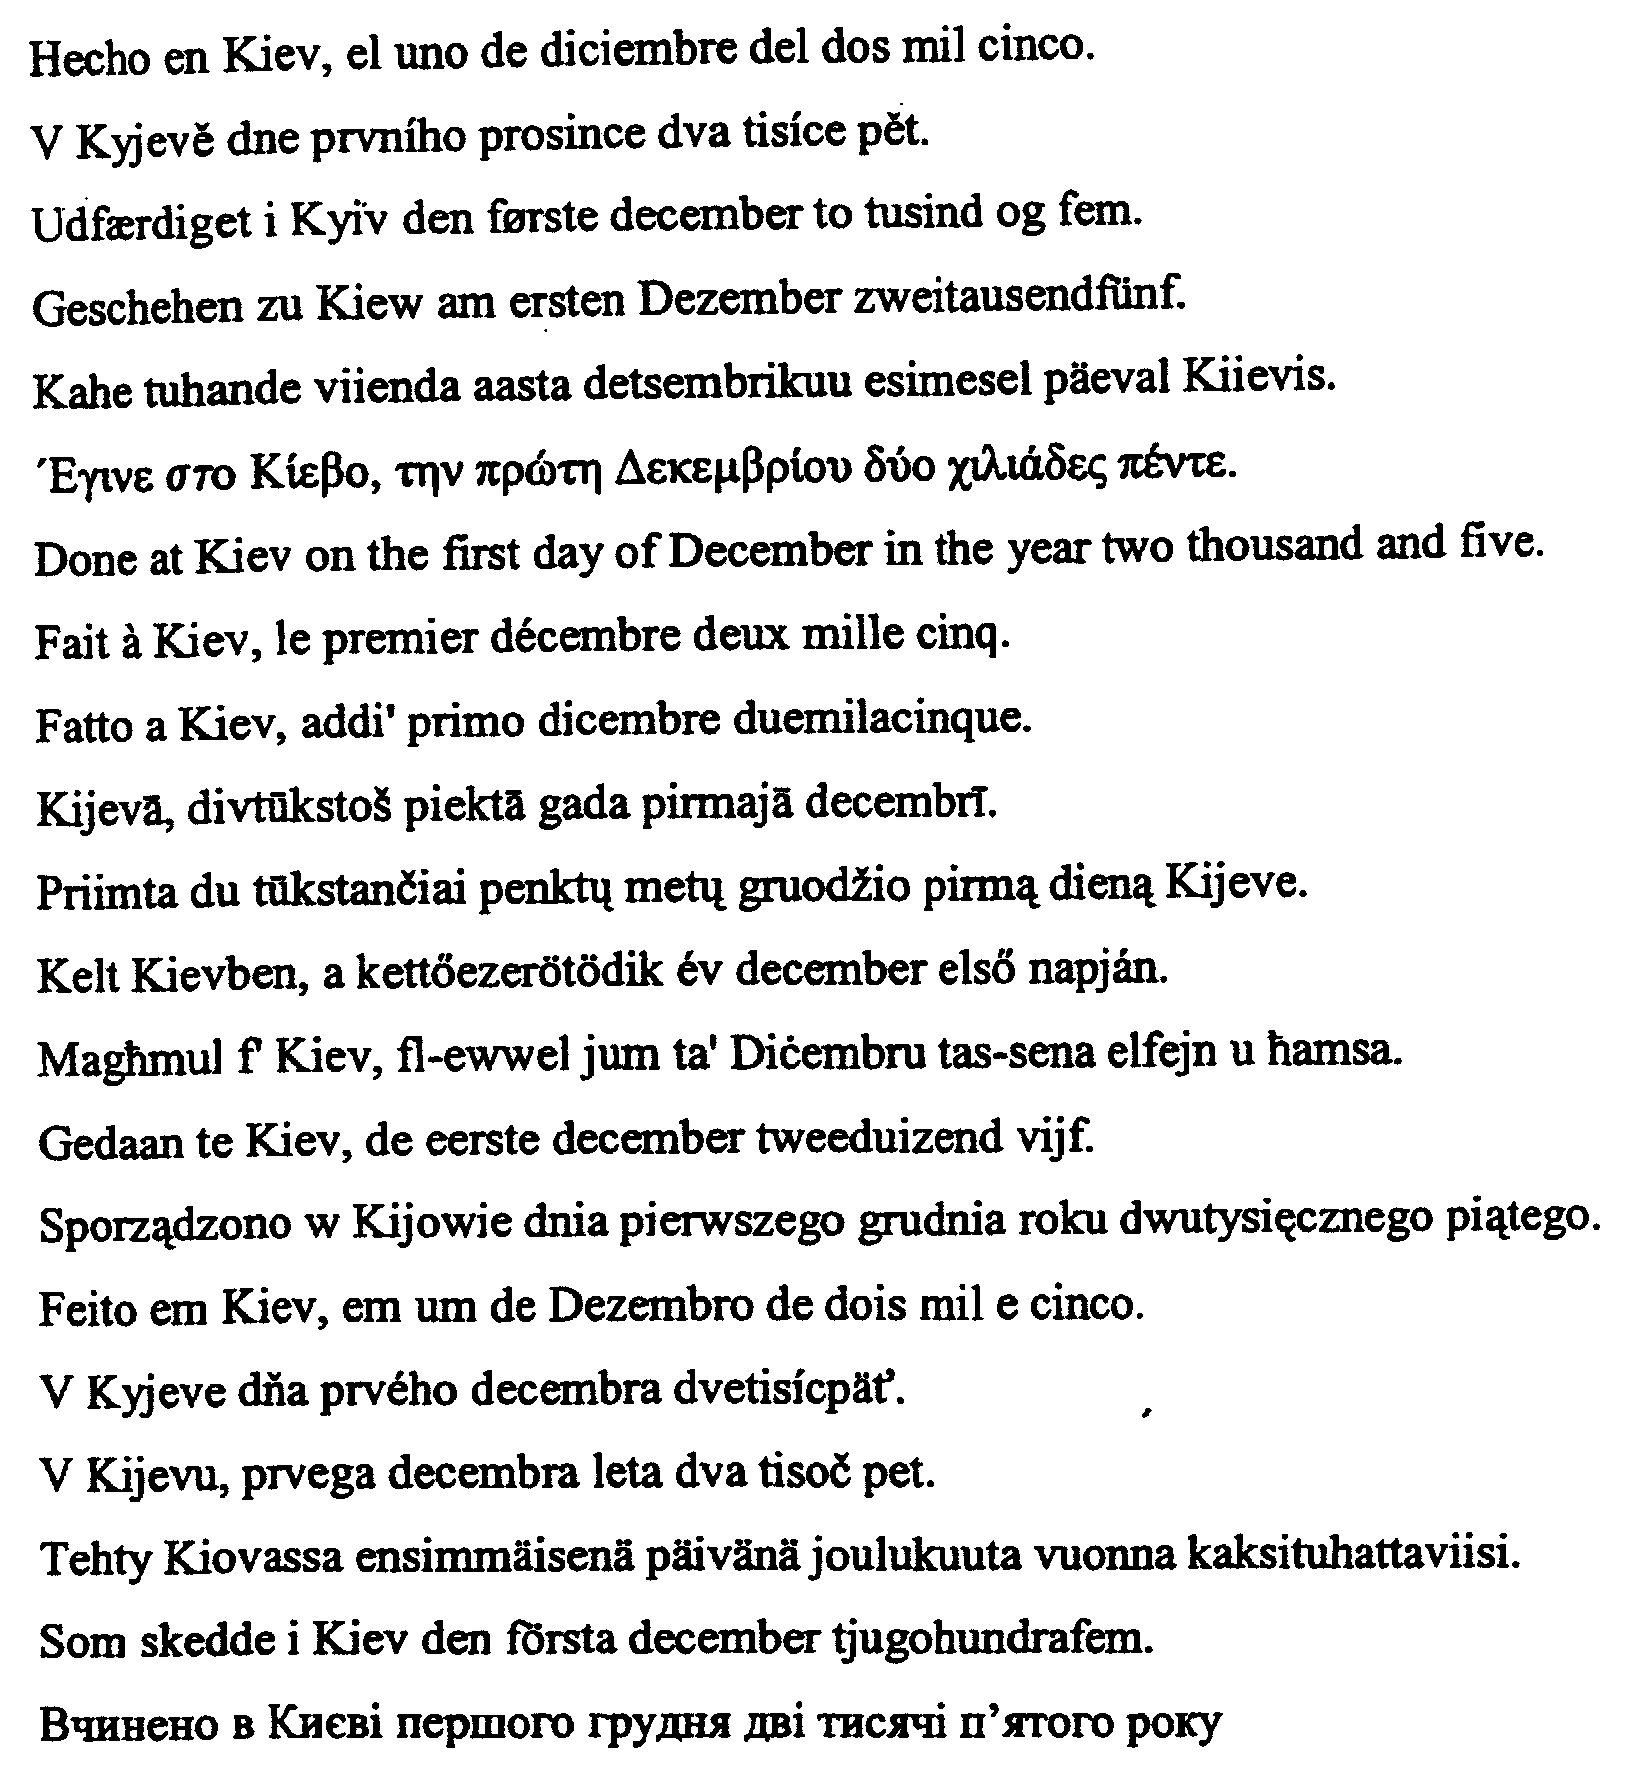 Hecho en Kiev, el uno de diciembre del dos mil cinco.
V Kyjevě dne prvního prosince dva tisíce pět.
Udfærdiget i Kyiv den første december to tusind og fem.
Geschehen zu Kiew am ersten Dezember zweitausendfünf.
Kahe tuhande viienda aasta detsembrikuu esimesel päeval Kiievis.
Έγινε στο Κίεβο, την πρώτη Δεκεμβρίου δύο χιλιάδες πέντε.
Done at Kiev on the first day of December in the year two thousand and five.
Fait à Kiev, le premier décembre deux mille cinq.
Fatto a Kiev, addi' primo dicembre duemilacinque.
Kijevā, divtūkstoš piektā gada pirmajā decembrī.
Priimta du tūkstančiai penktų metų gruodžio pirmą dieną Kijeve.
Kelt Kievben, a kettőezerötödik év december első napján.
Magħmul f' Kiev, fl-ewwel jum ta' Diċembru tas-sena elfejn u ħamsa.
Gedaan te Kiev, de eerste december tweeduizend vijf.
Sporządzono w Kijowie dnia pierwszego grudnia roku dwutysięcznego piątego.
Feito em Kiev, em um de Dezembro de dois mil e cinco.
V Kyjeve dňa prvého decembra dvetisícpäť.
V Kijevu, prvega decembra leta dva tisoč pet.
Tehty Kiovassa ensimmäisenä päivänä joulukuuta vuonna kaksituhattaviisi.
Som skedde i Kiev den första december tjugohundrafem.
Вчинено в Києві першого грудня дві тисячі п’ятого року